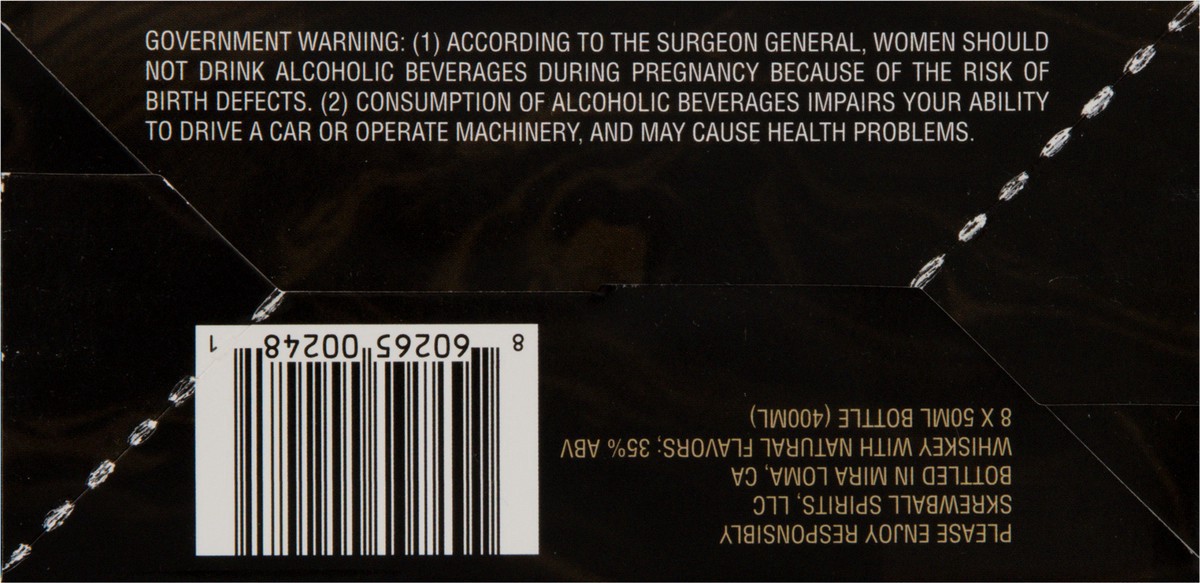 GOVERNMENT WARNING: (1) ACCORDING TO THE SURGEON GENERAL, WOMEN SHOULD
NOT DRINK ALCOHOLIC BEVERAGES DURING PREGNANCY BECAUSE OF THE RISK OF
BIRTH DEFECTS. (2) CONSUMPTION OF ALCOHOLIC BEVERAGES IMPAIRS YOUR ABILITY
TO DRIVE A CAR OR OPERATE MACHINERY, AND MAY CAUSE HEALTH PROBLEMS.
PLEASE ENJOY RESPONSIBLY
SKREWBALL SPIRITS, LLC
BOTTLED IN MIRA LOMA, CA
WHISKEY WITH NATURAL FLAVORS; 35% ABV
8 X 50ML BOTTLE (400ML)
8 60265 00248 1